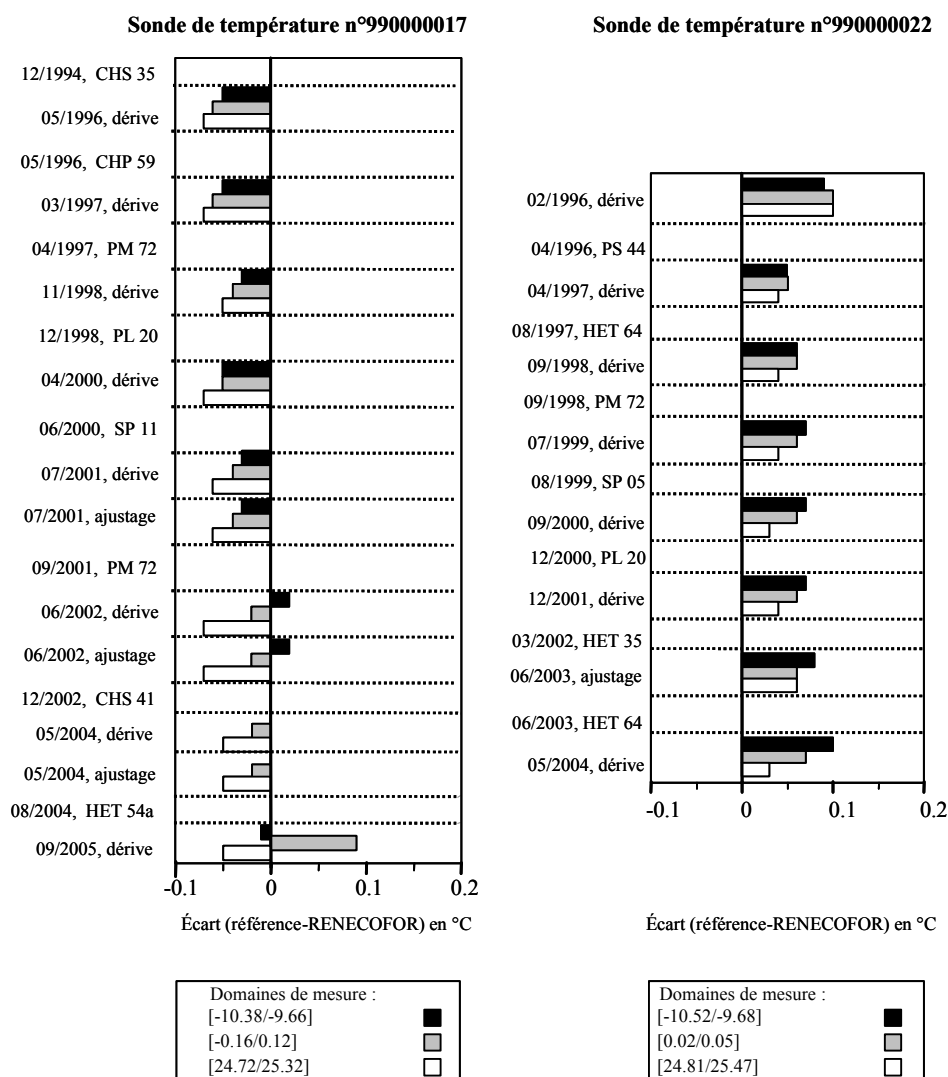 Sonde de température n°990000017
12/1994, CHS 35
05/1996, dérive
05/1996, CHP 59
03/1997, dérive
04/1997, PM 72
11/1998, dérive
12/1998, PL 20
04/2000, dérive
06/2000, SP 11
07/2001, dérive
07/2001, ajustage
09/2001, PM 72
06/2002, dérive
06/2002, ajustage
12/2002, CHS 41
05/2004, dérive
05/2004, ajustage
08/2004, HET 54a
09/2005, dérive
-0.1 0 0.1 0.2
Écart (référence-RENECOFOR) en °C
Domaines de mesure :
[-10.38/-9.66]
[-0.16/0.12]
[24.72/25.32]
Sonde de température n°990000022
02/1996, dérive
04/1996, PS 44
04/1997, dérive
08/1997, HET 64
09/1998, dérive
09/1998, PM 72
07/1999, dérive
08/1999, SP 05
09/2000, dérive
12/2000, PL 20
12/2001, dérive
03/2002, HET 35
06/2003, ajustage
06/2003, HET 64
05/2004, dérive
-0.1 0 0.1 0.2
Écart (référence-RENECOFOR) en °C
Domaines de mesure :
[-10.52/-9.68]
[0.02/0.05]
[24.81/25.47]